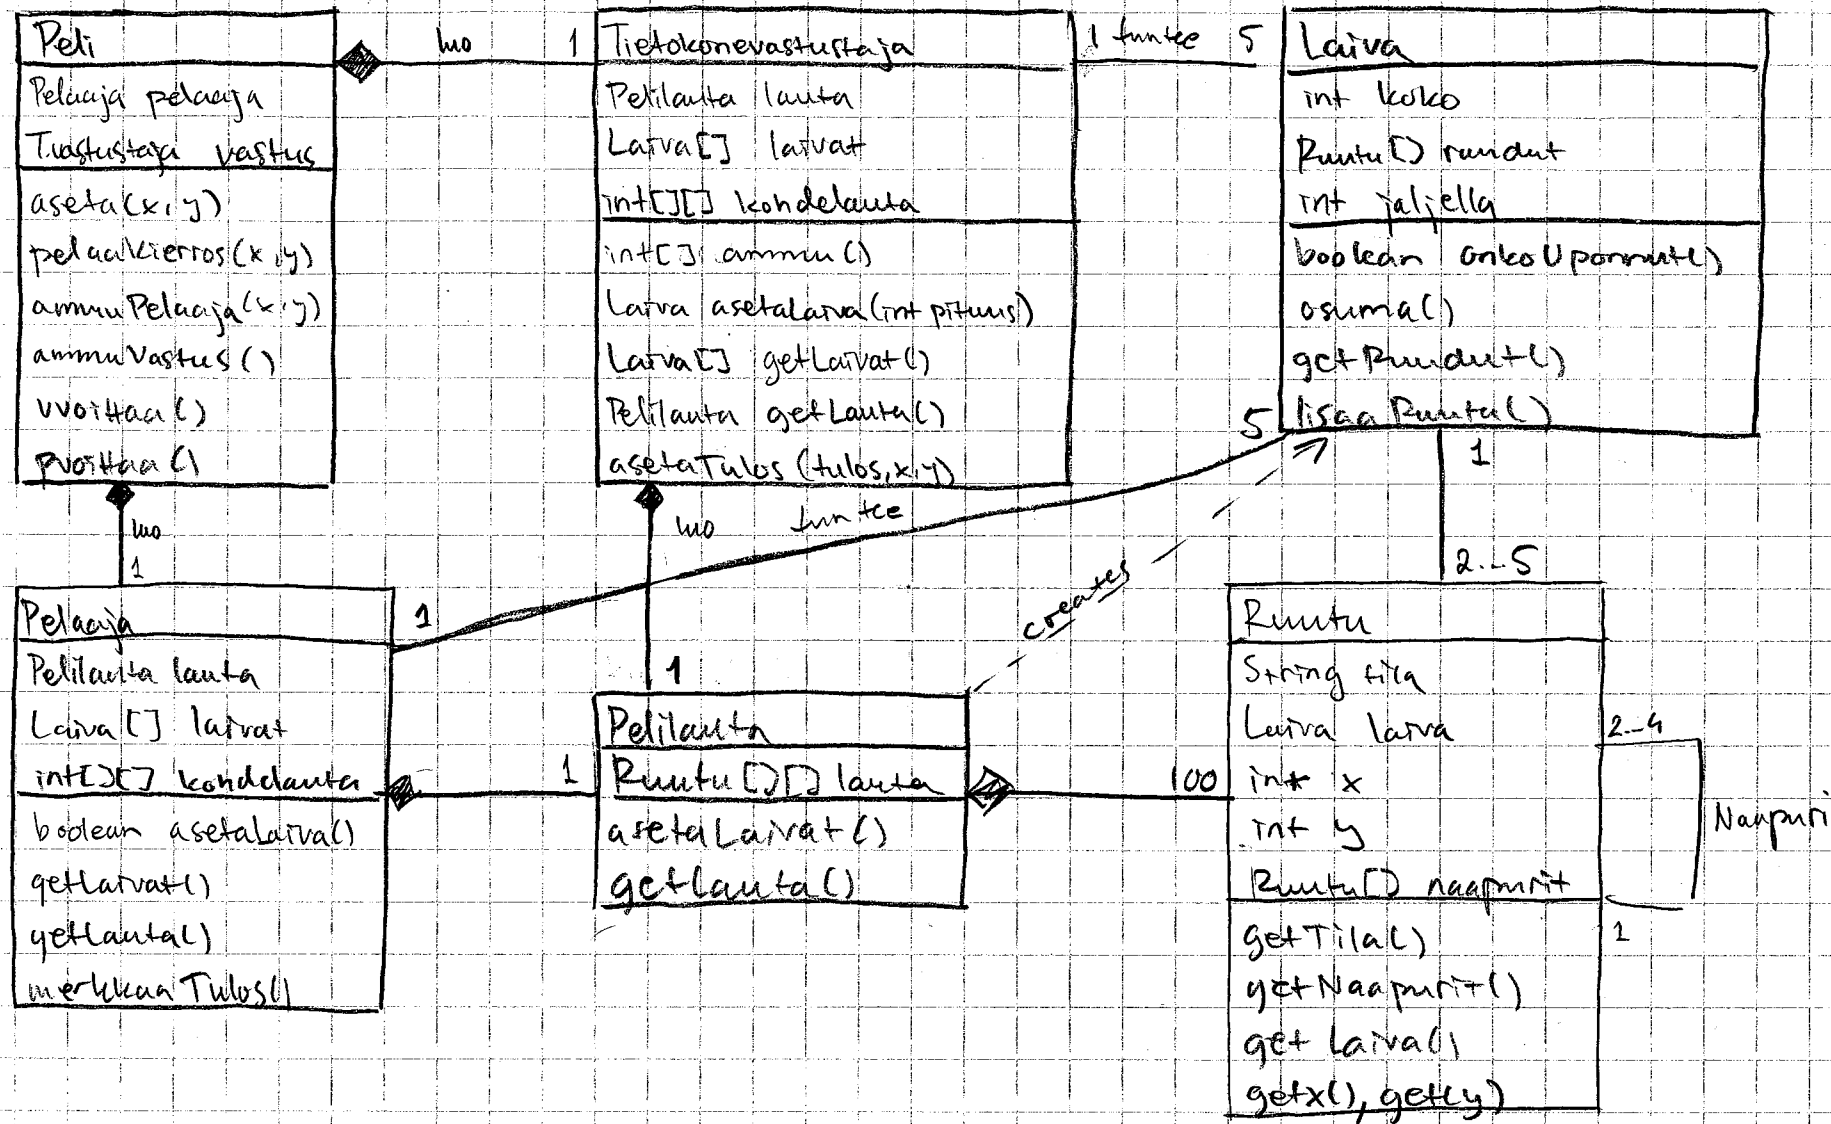 Peli
Pelaaja pelaaja
T.vastustaja vastus
aseta(x,y)
pelaaKierros(x,y)
ammuPelaaja(x,y)
ammuVastus()
vvoittaa()
pvoittaa()
luo
1
Tietokonevastustaja
Pelilauta lauta
Laiva[] laivat
int[][] kohdelauta
int[] ammu()
Laiva asetaLaiva(int pituus)
Laiva[] getLaivat()
Pelilauta getLauta()
asetaTulos(tulos,x,y)
1 tuntee 5
Laiva
int koko
Ruutu[] ruudut
int jaljella
boolean onkoUponnut()
osuma()
getRuudut()
lisaaRuutu()
5
1
2..5
luo
1
luo
tuntee
1
creates
Pelaaja
1
Pelilauta lauta
Laiva[] laivat
int[][] kohdelauta
boolean asetaLaiva()
getLaivat()
getLauta()
merkkaaTulos()
1
Pelilauta
Ruutu[][] lauta
asetaLaivat()
getLauta()
100
Ruutu
String tila
Laiva laiva
int x
int y
Ruutu[] naapurit
getTila()
getNaapurit()
getLaiva()
getx(), get(y)
2..4
Naapuri
1